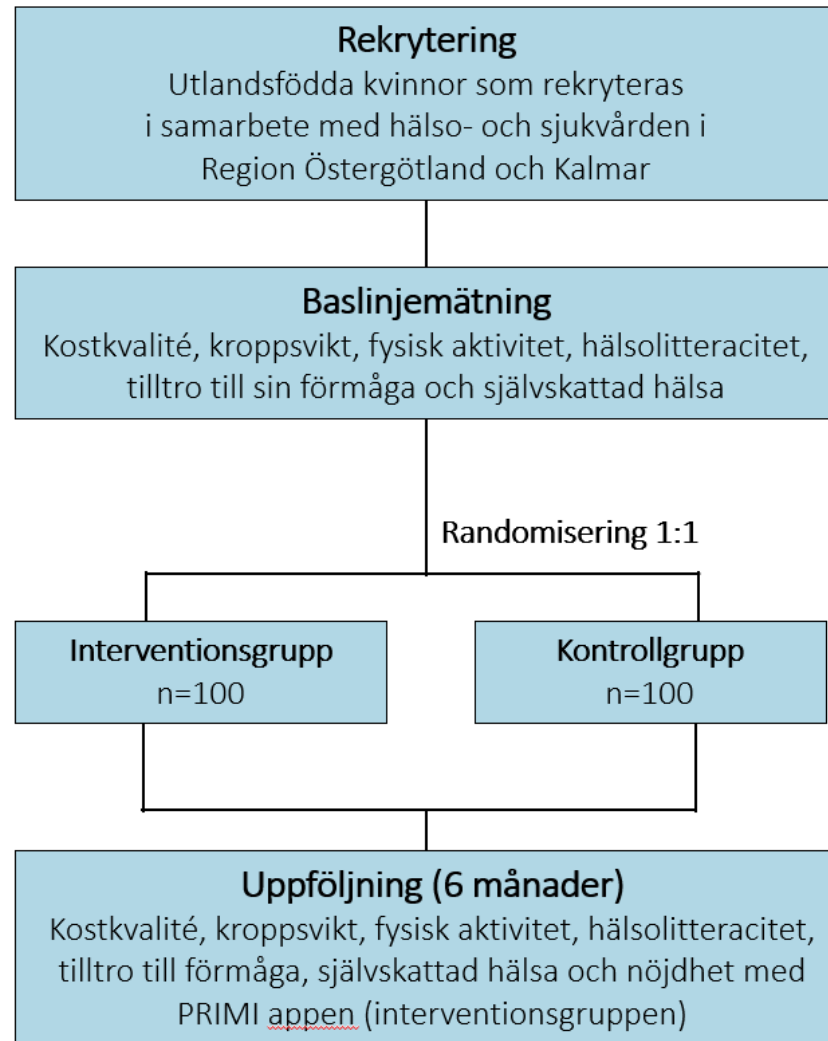 Rekrytering
Utlandsfödda kvinnor som rekryteras
i samarbete med hälso- och sjukvården i
Region Östergötland och Kalmar
Baslinjemätning
Kostkvalité, kroppsvikt, fysisk aktivitet, hälsolitteracitet,
tilltro till sin förmåga och självskattad hälsa
Randomisering 1:1
Interventionsgrupp
n=100
Kontrollgrupp
n=100
Uppföljning (6 månader)
Kostkvalité, kroppsvikt, fysisk aktivitet, hälsolitteracitet,
tilltro till förmåga, självskattad hälsa och nöjdhet med
PRIMI appen (interventionsgruppen)